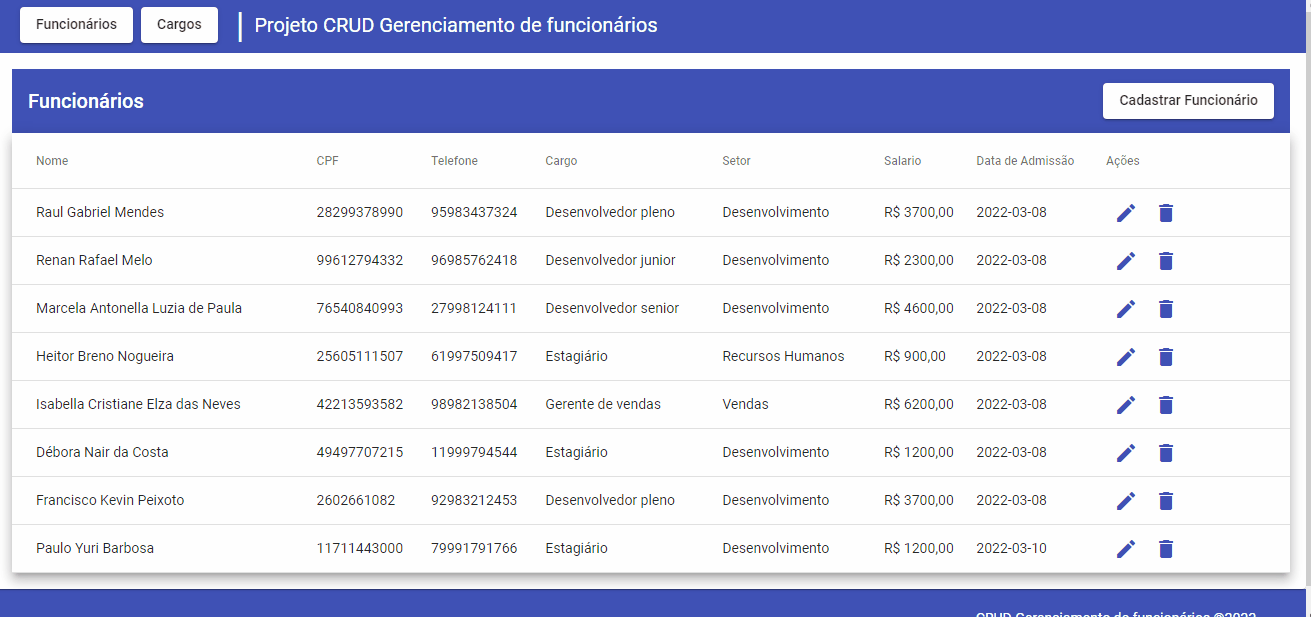 Funcionários Cargos Projeto CRUD Gerenciamento de funcionários
Funcionários Cadastrar Funcionário
Nome CPF Telefone Cargo Setor Salario Data de Admissão Ações
Raul Gabriel Mendes 28299378990 95983437324 Desenvolvedor pleno Desenvolvimento R$ 3700,00 2022-03-08
Renan Rafael Melo 99612794332 96985762418 Desenvolvedor junior Desenvolvimento R$ 2300,00 2022-03-08
Marcela Antonella Luzia de Paula 76540840993 27998124111 Desenvolvedor senior Desenvolvimento R$ 4600,00 2022-03-08
Heitor Breno Nogueira 25605111507 61997509417 Estagiário Recursos Humanos R$ 900,00 2022-03-08
Isabella Cristiane Elza das Neves 42213593582 98982138504 Gerente de vendas Vendas R$ 6200,00 2022-03-08
Débora Nair da Costa 49497707215 11999794544 Estagiário Desenvolvimento R$ 1200,00 2022-03-08
Francisco Kevin Peixoto 2602661082 92983212453 Desenvolvedor pleno Desenvolvimento R$ 3700,00 2022-03-08
Paulo Yuri Barbosa 11711443000 79991791766 Estagiário Desenvolvimento R$ 1200,00 2022-03-10
CRUD Gerenciamento de funcionários ©2022